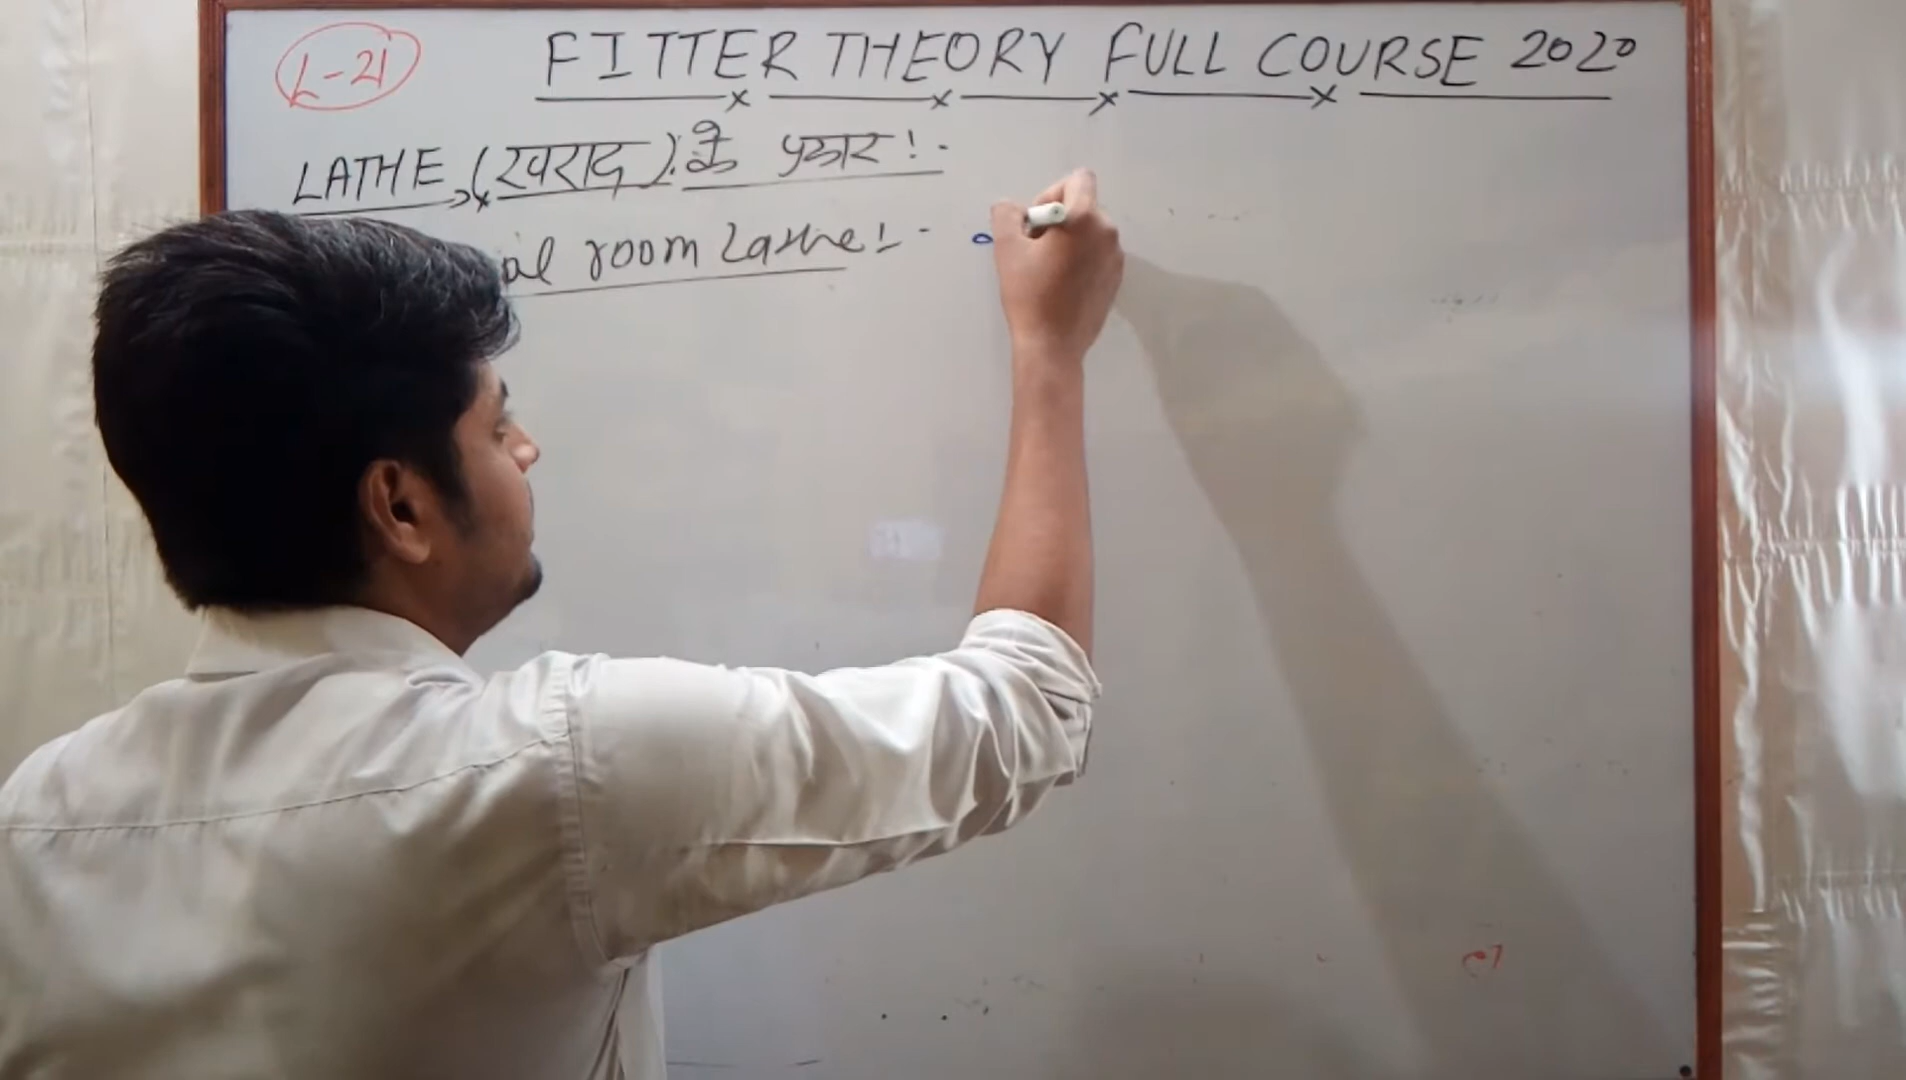 L-21
FITTER THEORY FULL COURSE 2020
LATHE (खराद) के प्रकार :-
room Lathe :-